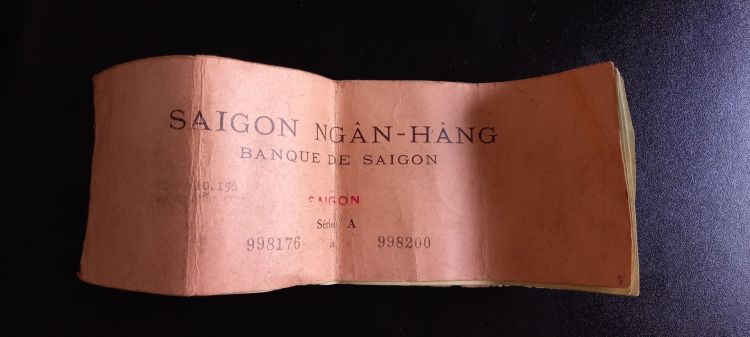 SAIGON NGÂN-HÀNG
BANQUE DE SAIGON
SAIGON
Série A
998176 à 998200